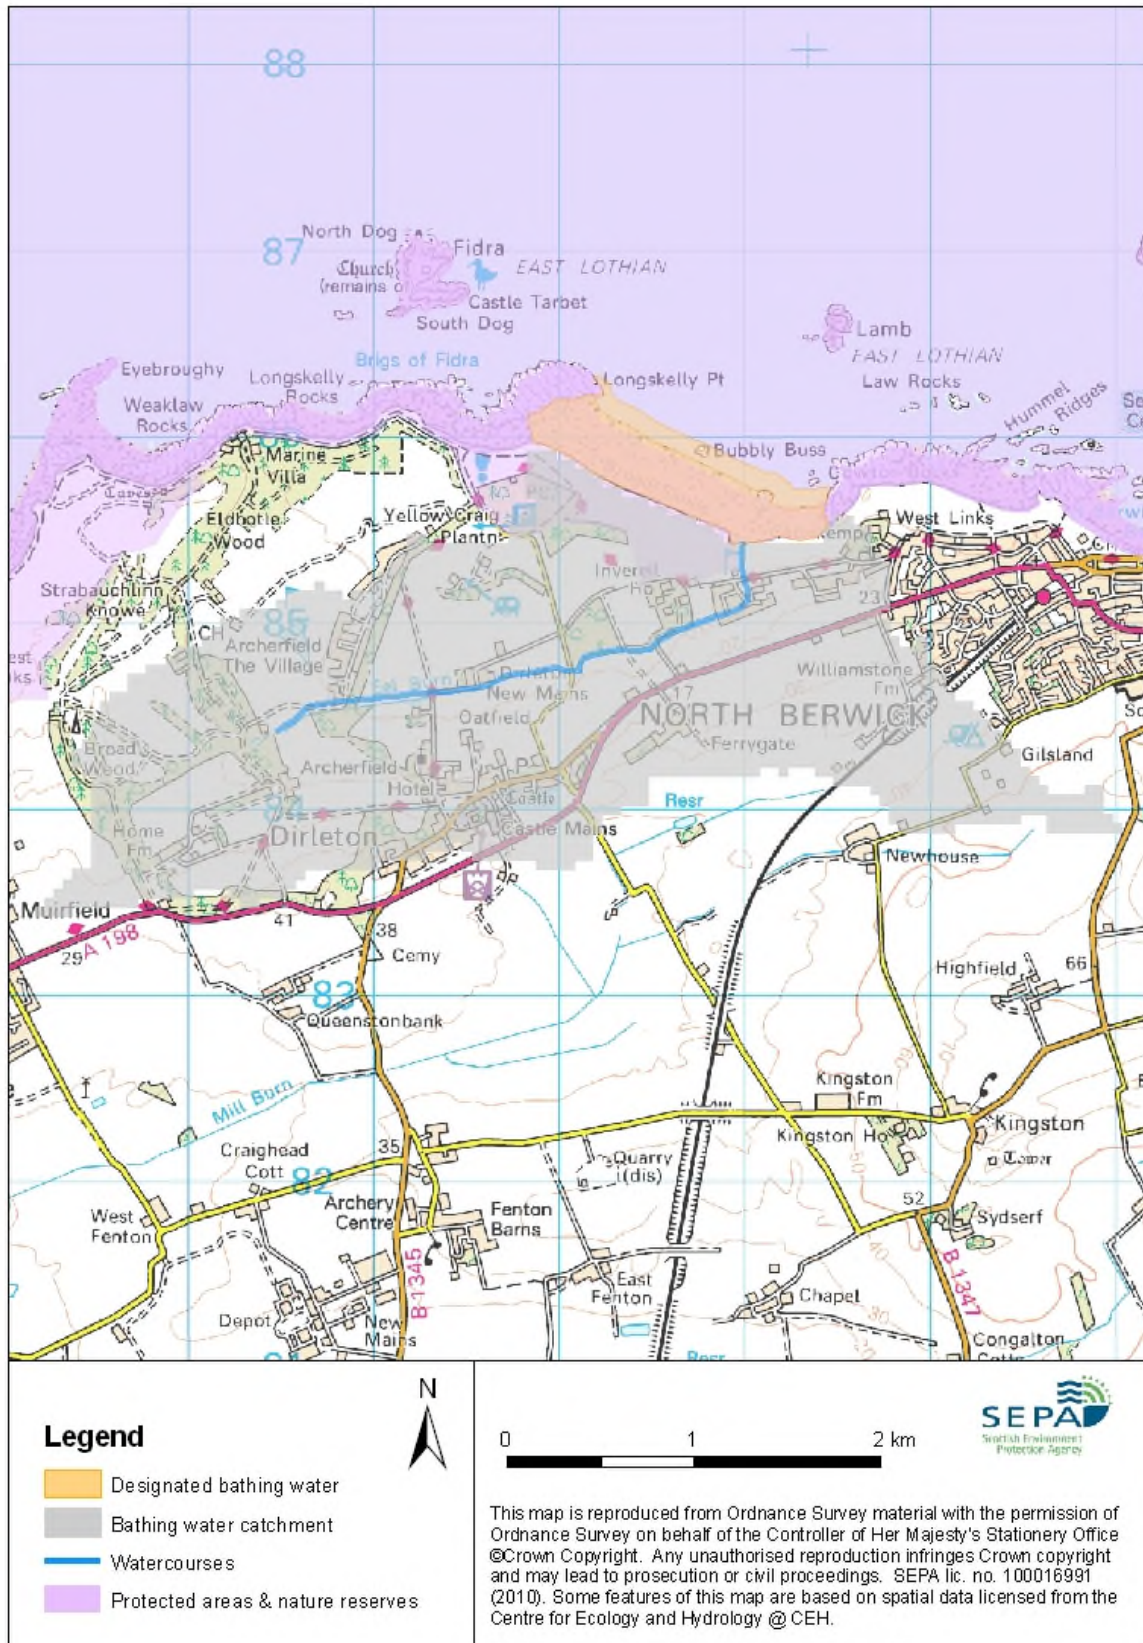 88
87
North Dog
Fidra
Church
(remains o
EAST LOTHIAN
Castle Tarbet
South Dog
Lamb
EAST LOTHIAN
Law Rocks
Hummel
Ridges
Eyebroughy
Brigs of Fidra
Longskelly
Rocks
Longskelly Pt
Weaklaw
Rocks
Bubbly Buss
Marine
Villa
Eldbotle
Wood
Yellow Craig
Plantn
West Links
Strabauchlinn
Knowe
CH
85
Archerfield
The Village
Eel Burn
New Mains
23
Williamstone
Fm
17
NORTH BERWICK
Oatfield
Ferrygate
Broad
Wood
Archerfield
Hotel
Gilsland
84
Castle
Resr
Home
Fm
Dirleton
Castle Mains
Newhouse
Muirfield
29
A 198
41
38
Cemy
Highfield
66
83
Queenstonbank
Mill Burn
Kingston
Fm
Kingston Ho
Kingston
Tower
Craighead
Cott
35
82
Quarry
(dis)
West
Fenton
Archery
Centre
Fenton
Barns
52
Sydserf
B 1345
East
Fenton
B 1347
Chapel
Depot
New
Mains
Congalton
Resr
Legend
Designated bathing water
Bathing water catchment
Watercourses
Protected areas & nature reserves
N
0 1 2 km
SEPA
Scottish Environment
Protection Agency
This map is reproduced from Ordnance Survey material with the permission of
Ordnance Survey on behalf of the Controller of Her Majesty's Stationery Office
©Crown Copyright. Any unauthorised reproduction infringes Crown copyright
and may lead to prosecution or civil proceedings. SEPA lic. no. 100016991
(2010). Some features of this map are based on spatial data licensed from the
Centre for Ecology and Hydrology @ CEH.